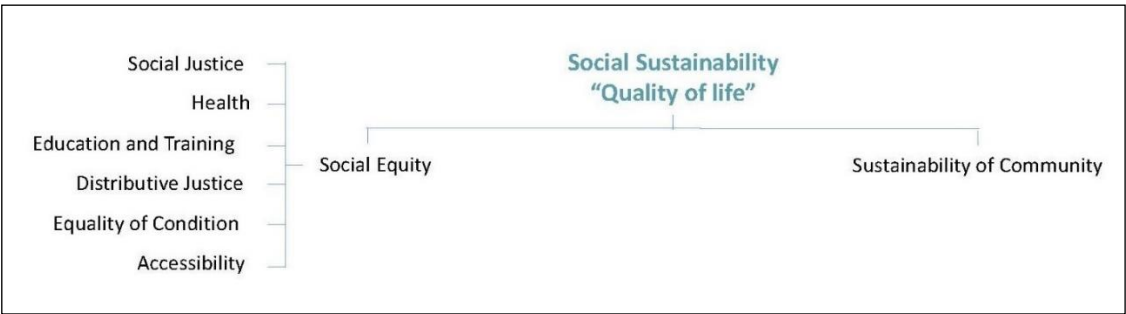 Social Sustainability
“Quality of life”
Social Justice
Health
Education and Training
Distributive Justice
Equality of Condition
Accessibility
Social Equity
Sustainability of Community